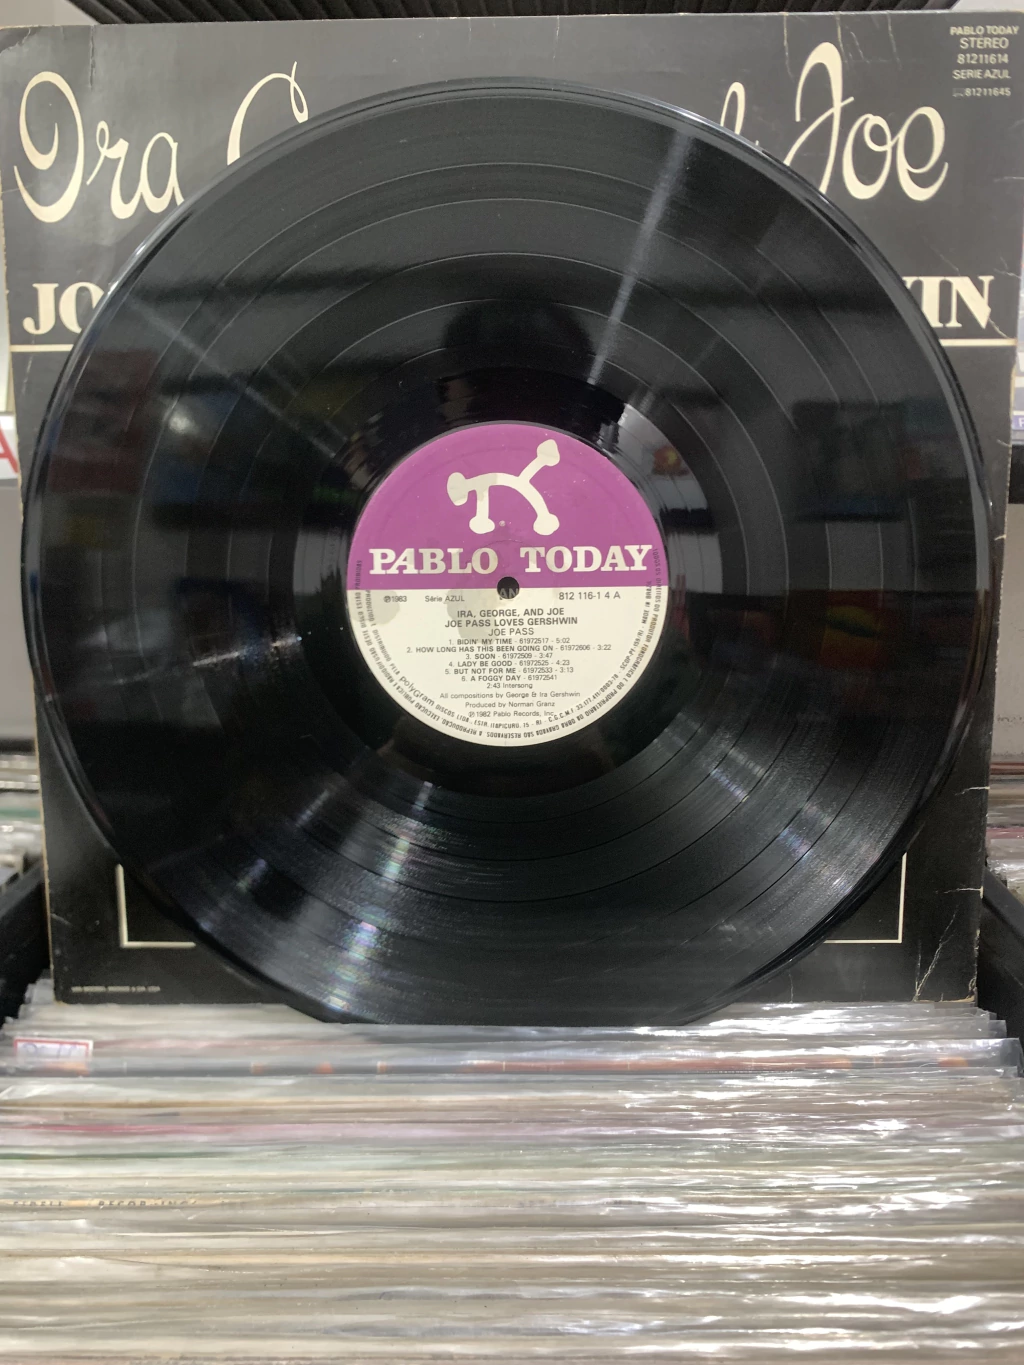 PABLO TODAY
STEREO
81211614
SERIE AZUL
81211645
Ira
Joe
JO
WIN
PABLO TODAY
℗1983 Série AZUL 812 116-1 4 A
IRA, GEORGE, AND JOE
JOE PASS LOVES GERSHWIN
JOE PASS
1. BIDIN' MY TIME - 61972517 - 5:02
2. HOW LONG HAS THIS BEEN GOING ON - 61972606 - 3:22
3. SOON - 61972509 - 3:47
4. LADY BE GOOD - 61972525 - 4:23
5. BUT NOT FOR ME - 61972533 - 3:13
6. A FOGGY DAY - 61972541
2:43 Intersong
All compositions by George & Ira Gershwin
Produced by Norman Granz
℗ 1982 Pablo Records, Inc.
polyGram DISCOS LTDA.
A